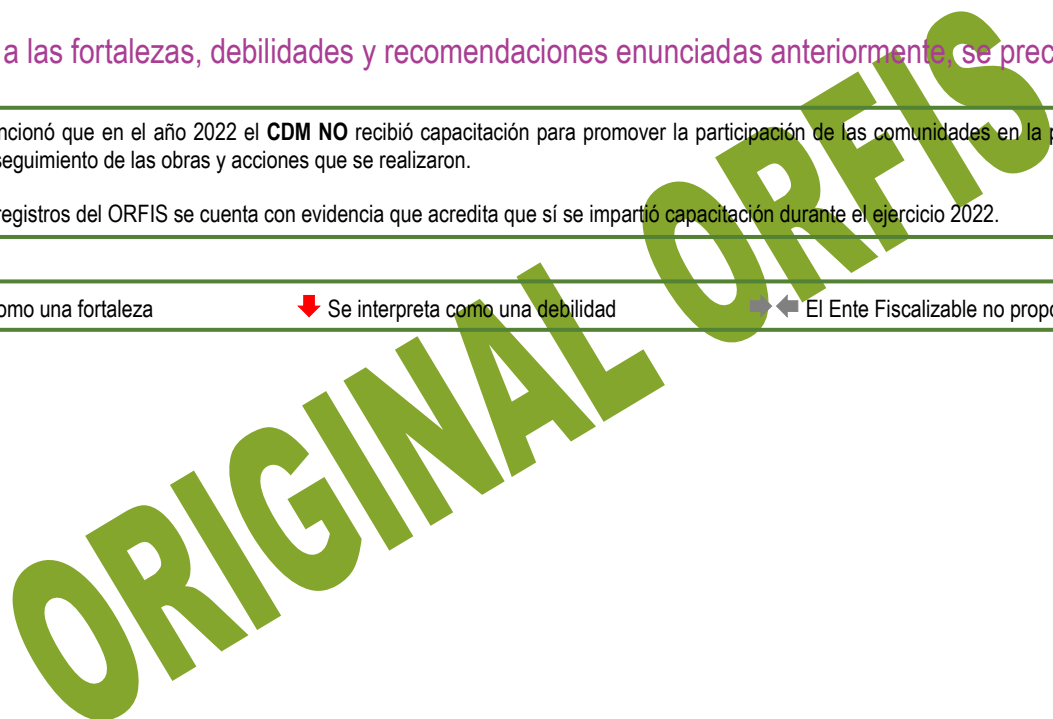 a las fortalezas, debilidades y recomendaciones enunciadas anteriormente, se prec
ncionó que en el año 2022 el CDM NO recibió capacitación para promover la participación de las comunidades en la p
seguimiento de las obras y acciones que se realizaron.
registros del ORFIS se cuenta con evidencia que acredita que sí se impartió capacitación durante el ejercicio 2022.
omo una fortaleza Se interpreta como una debilidad El Ente Fiscalizable no propo
ORIGINAL ORFIS